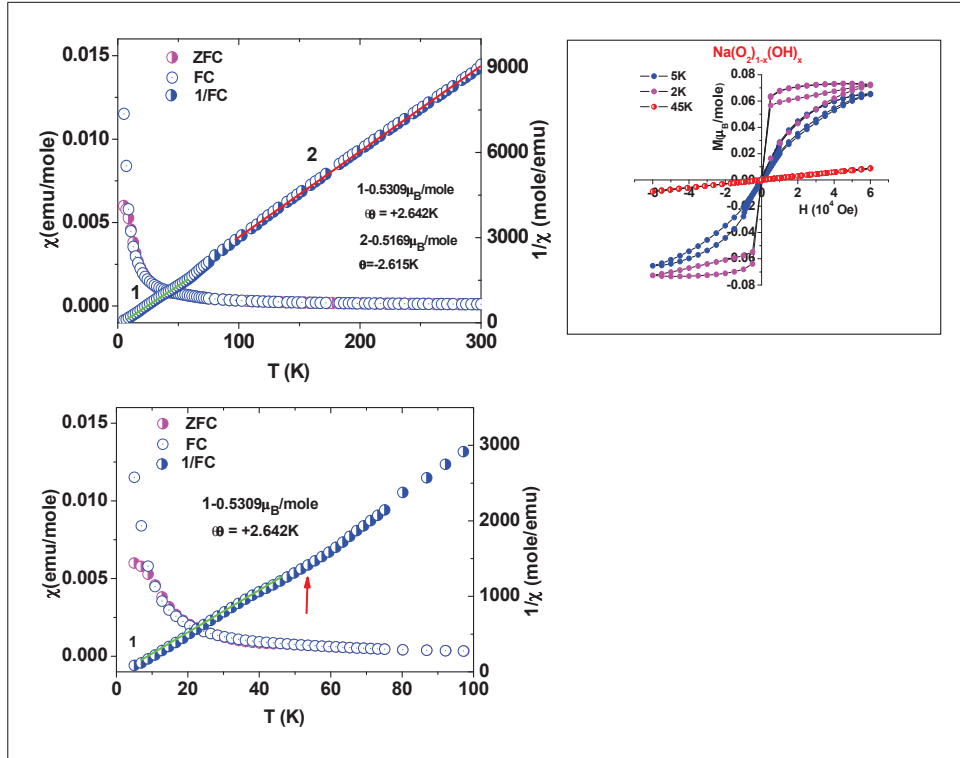 ZFC
FC
1/FC
0.015
0.010
0.005
0.000
χ(emu/mole)
9000
6000
3000
0
1/χ (mole/emu)
2
1
1-0.5309μB/mole
θ = +2.642K
2-0.5169μB/mole
θ=-2.615K
0 100 200 300
T (K)
Na(O2)1-x(OH)x
5K
2K
45K
M(μB/mole)
0.08
0.06
0.04
0.02
0.00
-0.02
-0.04
-0.06
-0.08
-6 -4 -2 0 2 4 6
H (10^4 Oe)
ZFC
FC
1/FC
0.015
0.010
0.005
0.000
χ(emu/mole)
3000
2000
1000
0
1/χ (mole/emu)
1-0.5309μB/mole
θ = +2.642K
1
0 20 40 60 80 100
T (K)